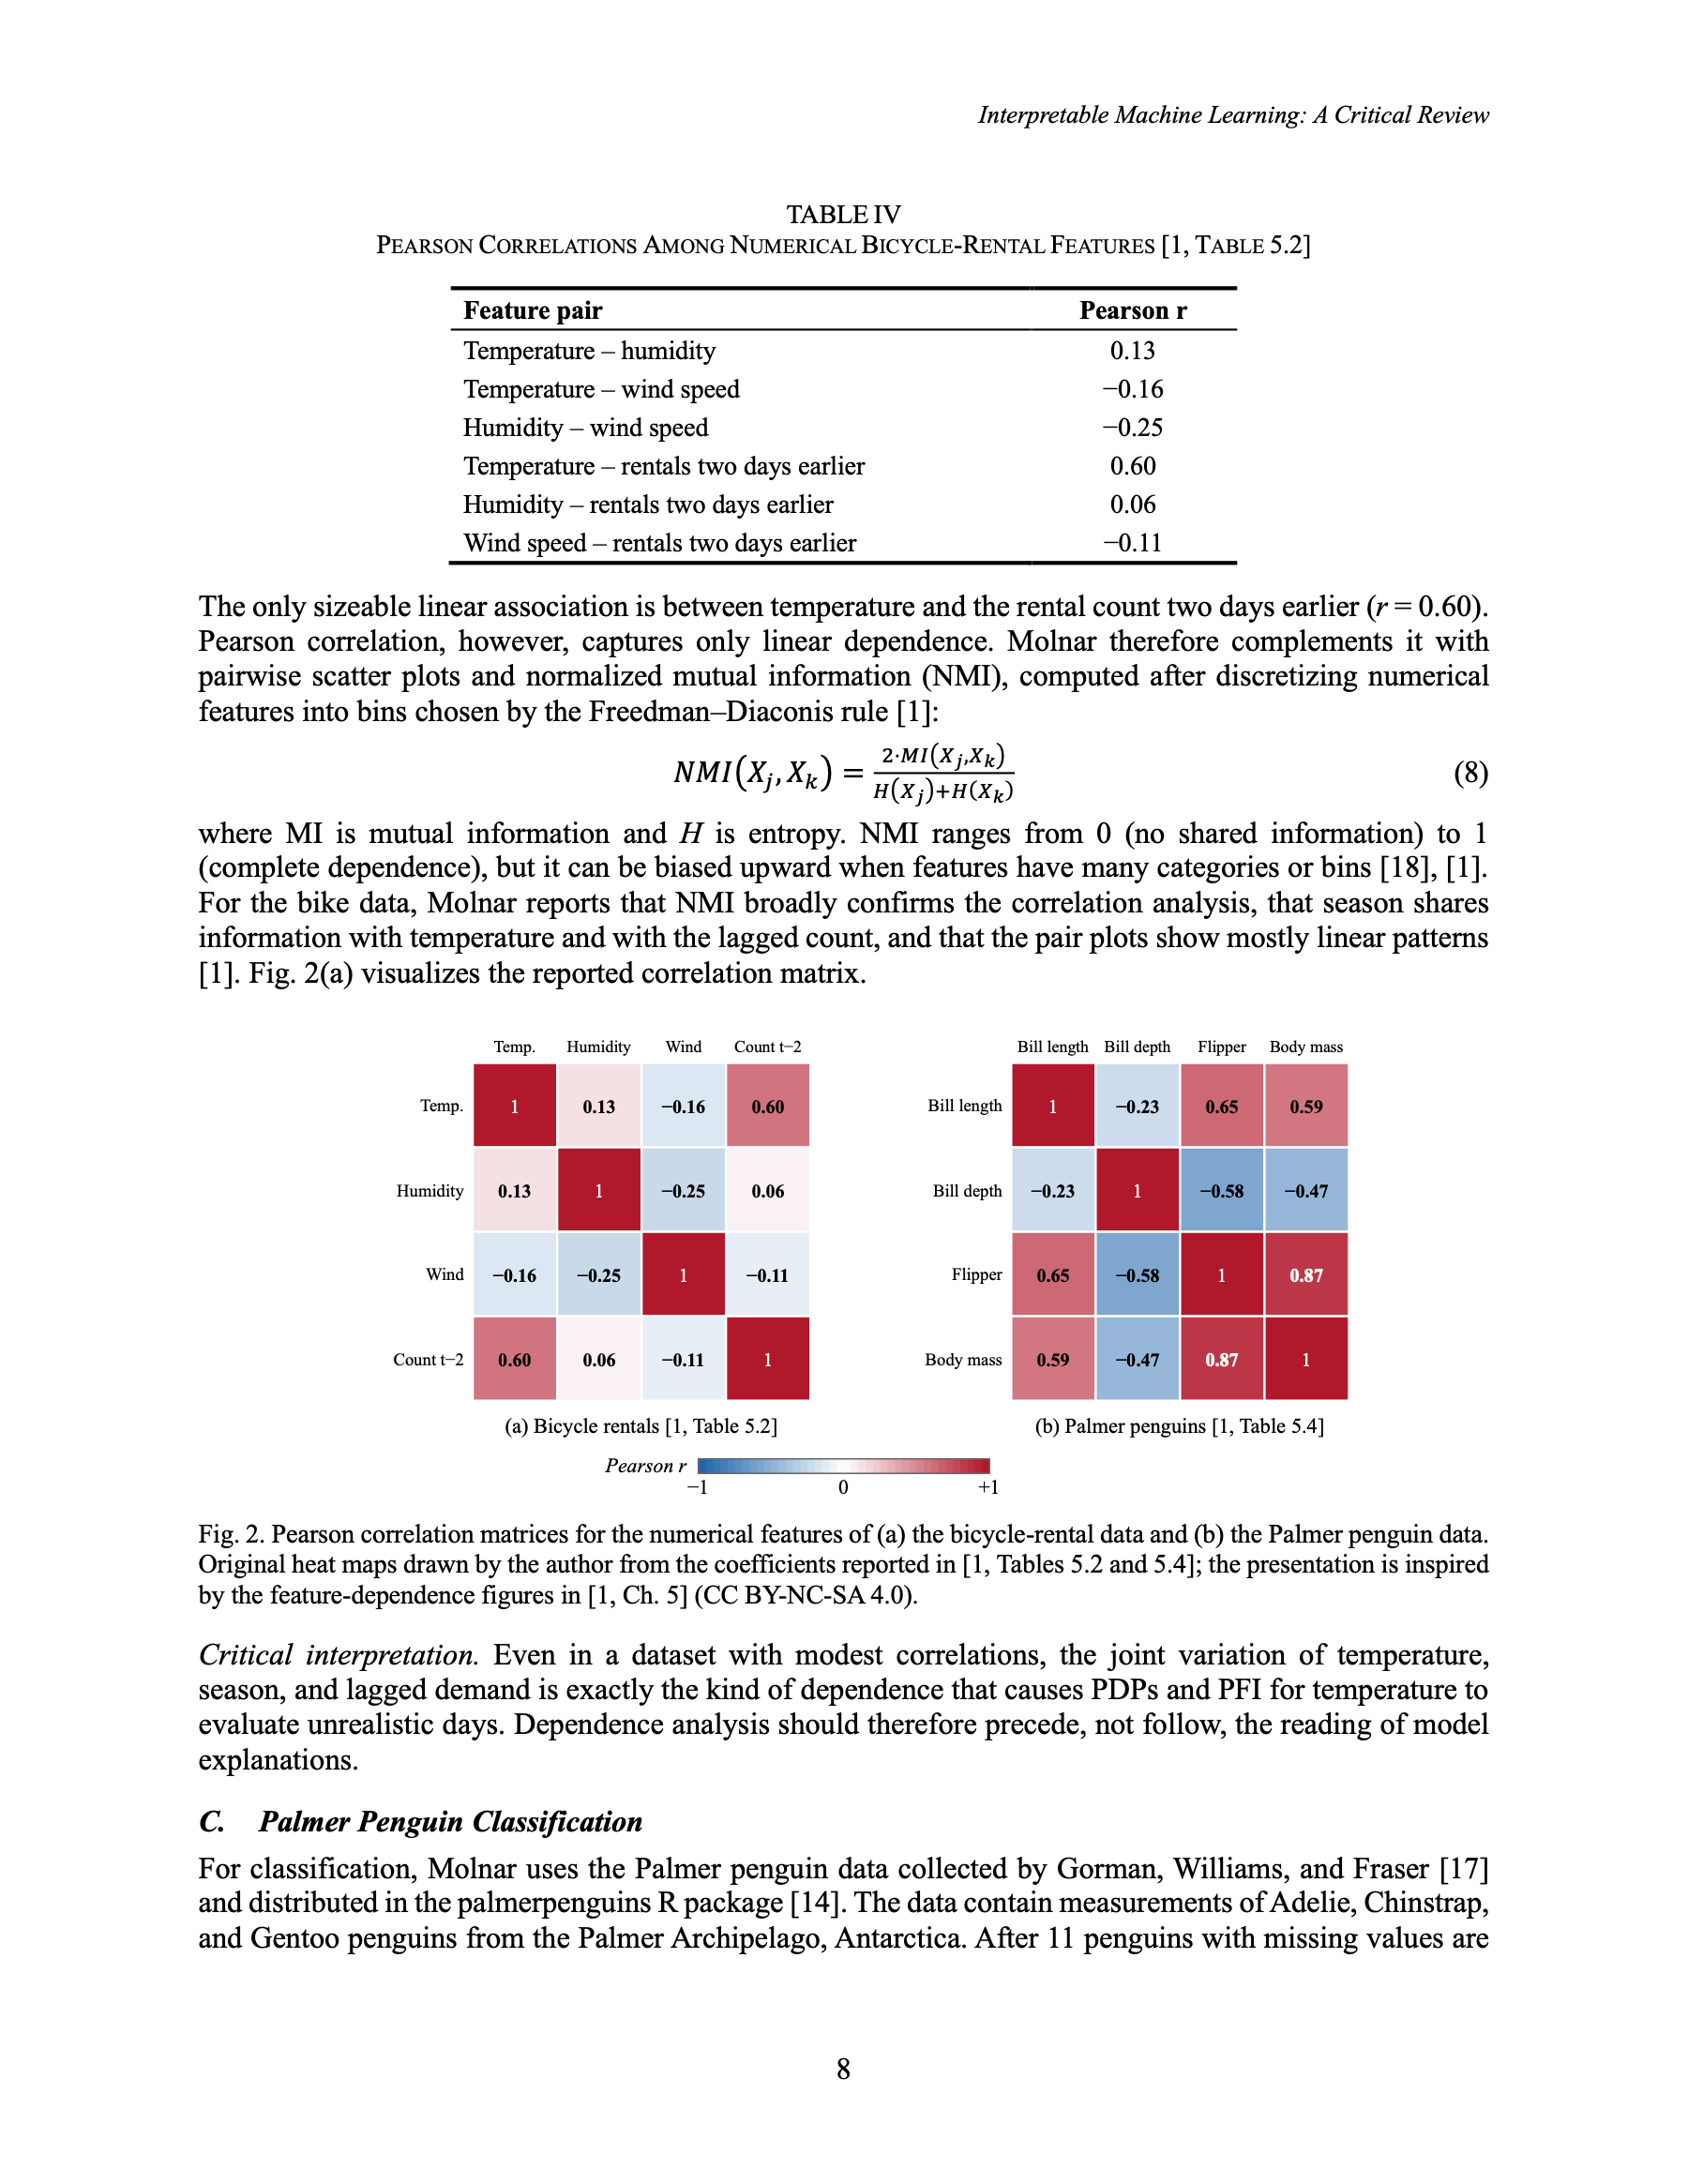 Interpretable Machine Learning: A Critical Review
TABLE IV
PEARSON CORRELATIONS AMONG NUMERICAL BICYCLE-RENTAL FEATURES [1, TABLE 5.2]
Feature pair Pearson r
Temperature – humidity 0.13
Temperature – wind speed −0.16
Humidity – wind speed −0.25
Temperature – rentals two days earlier 0.60
Humidity – rentals two days earlier 0.06
Wind speed – rentals two days earlier −0.11
The only sizeable linear association is between temperature and the rental count two days earlier (r = 0.60).
Pearson correlation, however, captures only linear dependence. Molnar therefore complements it with
pairwise scatter plots and normalized mutual information (NMI), computed after discretizing numerical
features into bins chosen by the Freedman–Diaconis rule [1]:
NMI(Xj, Xk) = 2·MI(Xj,Xk) / H(Xj)+H(Xk) (8)
where MI is mutual information and H is entropy. NMI ranges from 0 (no shared information) to 1
(complete dependence), but it can be biased upward when features have many categories or bins [18], [1].
For the bike data, Molnar reports that NMI broadly confirms the correlation analysis, that season shares
information with temperature and with the lagged count, and that the pair plots show mostly linear patterns
[1]. Fig. 2(a) visualizes the reported correlation matrix.
Temp. Humidity Wind Count t−2
Temp. 1 0.13 −0.16 0.60
Humidity 0.13 1 −0.25 0.06
Wind −0.16 −0.25 1 −0.11
Count t−2 0.60 0.06 −0.11 1
(a) Bicycle rentals [1, Table 5.2]
Bill length Bill depth Flipper Body mass
Bill length 1 −0.23 0.65 0.59
Bill depth −0.23 1 −0.58 −0.47
Flipper 0.65 −0.58 1 0.87
Body mass 0.59 −0.47 0.87 1
(b) Palmer penguins [1, Table 5.4]
Pearson r
−1 0 +1
Fig. 2. Pearson correlation matrices for the numerical features of (a) the bicycle-rental data and (b) the Palmer penguin data.
Original heat maps drawn by the author from the coefficients reported in [1, Tables 5.2 and 5.4]; the presentation is inspired
by the feature-dependence figures in [1, Ch. 5] (CC BY-NC-SA 4.0).
Critical interpretation. Even in a dataset with modest correlations, the joint variation of temperature,
season, and lagged demand is exactly the kind of dependence that causes PDPs and PFI for temperature to
evaluate unrealistic days. Dependence analysis should therefore precede, not follow, the reading of model
explanations.
C. Palmer Penguin Classification
For classification, Molnar uses the Palmer penguin data collected by Gorman, Williams, and Fraser [17]
and distributed in the palmerpenguins R package [14]. The data contain measurements of Adelie, Chinstrap,
and Gentoo penguins from the Palmer Archipelago, Antarctica. After 11 penguins with missing values are
8